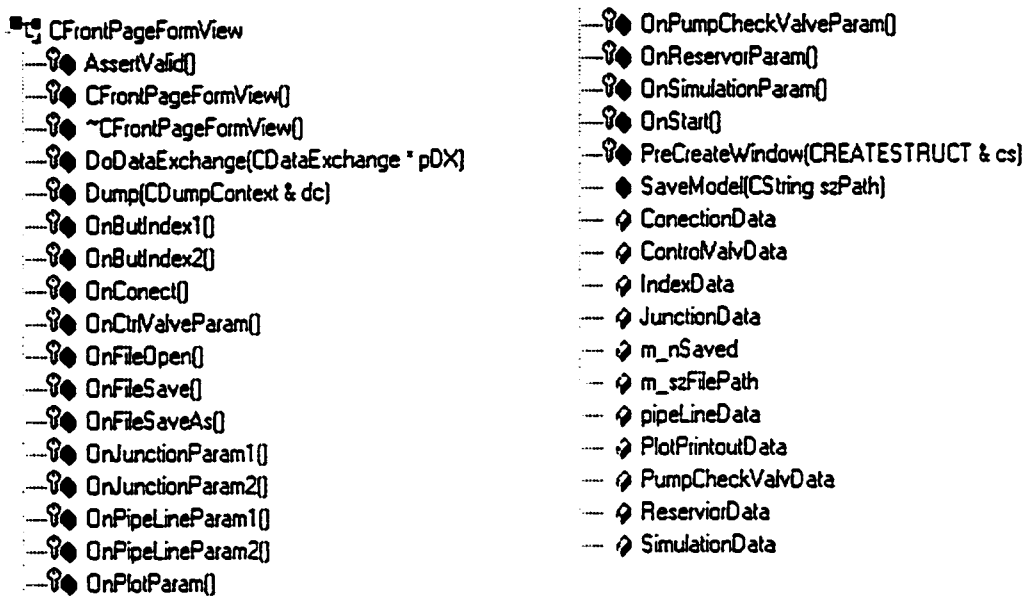 CFrontPageFormView
AssertValid()
CFrontPageFormView()
~CFrontPageFormView()
DoDataExchange(CDataExchange * pDX)
Dump(CDumpContext & dc)
OnButIndex1()
OnButIndex2()
OnConect()
OnCtrlValveParam()
OnFileOpen()
OnFileSave()
OnFileSaveAs()
OnJunctionParam1()
OnJunctionParam2()
OnPipeLineParam1()
OnPipeLineParam2()
OnPlotParam()
OnPumpCheckValveParam()
OnReservorParam()
OnSimulationParam()
OnStart()
PreCreateWindow(CREATESTRUCT & cs)
SaveModel(CString szPath)
ConectionData
ControlValvData
IndexData
JunctionData
m_nSaved
m_szFilePath
pipeLineData
PlotPrintoutData
PumpCheckValvData
ReserviorData
SimulationData